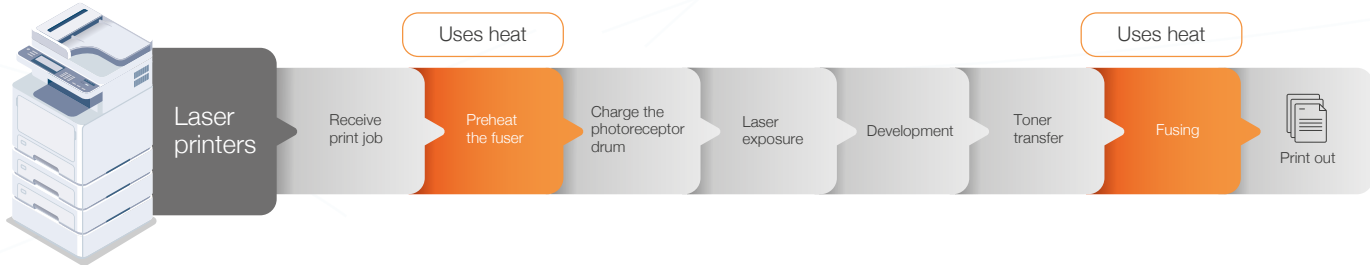 Uses heat
Uses heat
Laser
printers
Receive
print job
Preheat
the fuser
Charge the
photoreceptor
drum
Laser
exposure
Development
Toner
transfer
Fusing
Print out